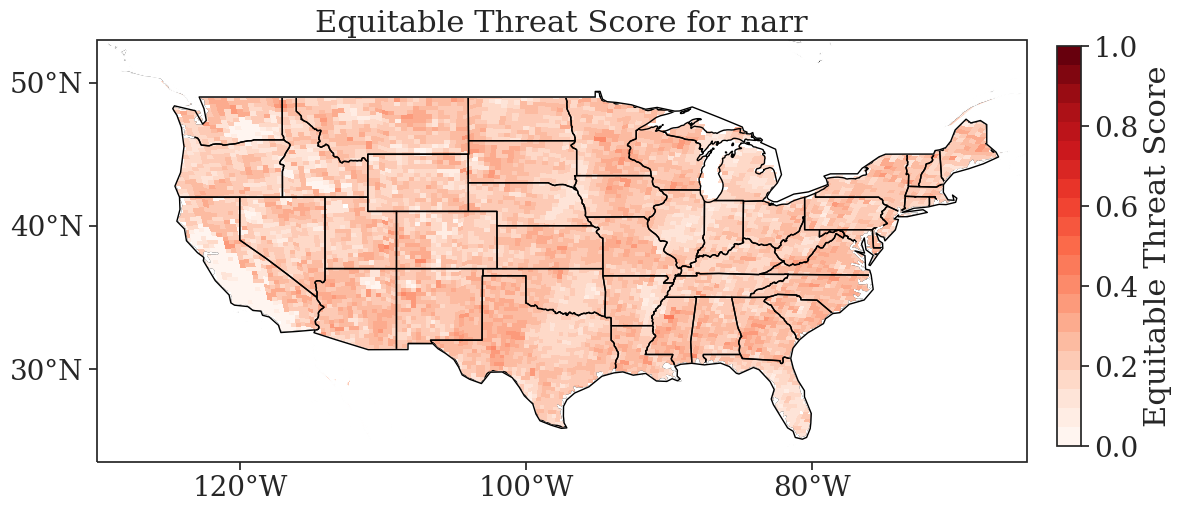 Equitable Threat Score for narr
50°N
40°N
30°N
120°W
100°W
80°W
1.0
0.8
0.6
0.4
0.2
0.0
Equitable Threat Score